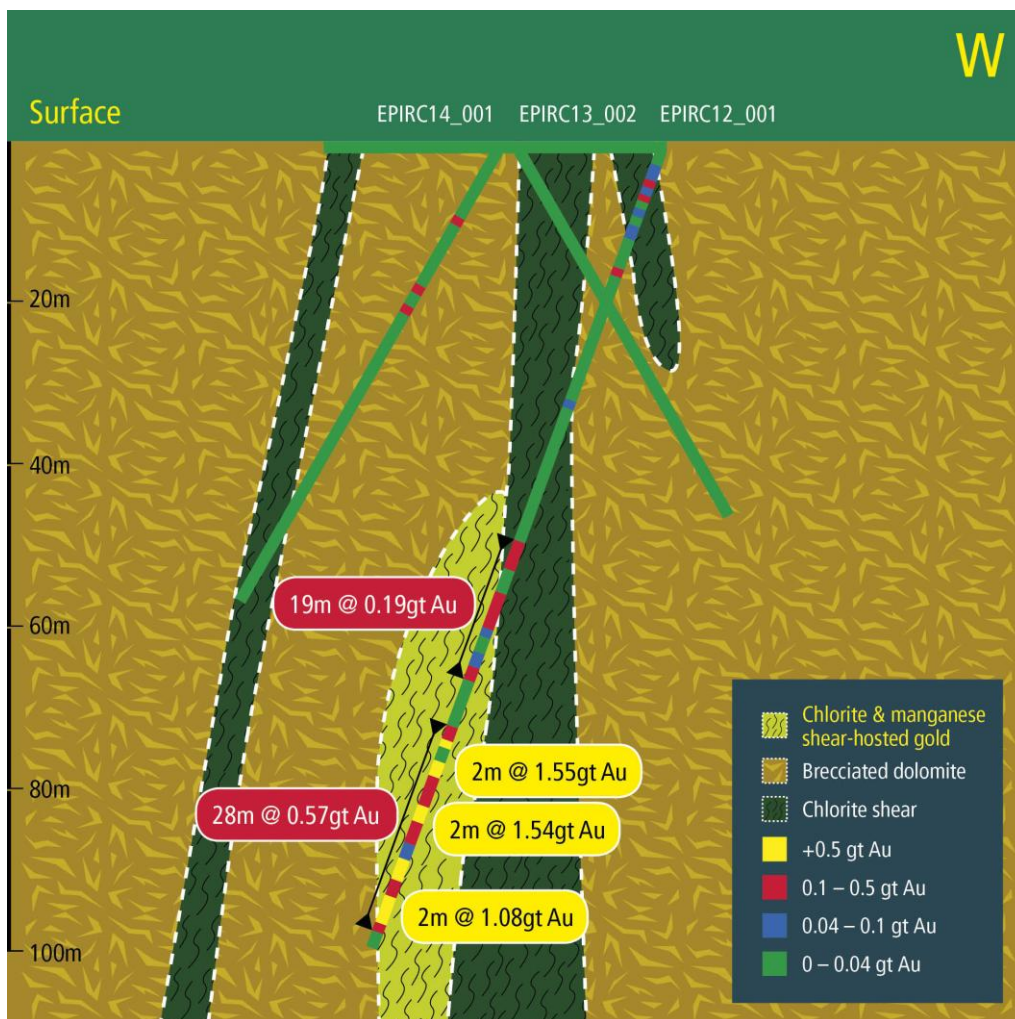 W
Surface
EPIRC14_001
EPIRC13_002
EPIRC12_001
20m
40m
60m
80m
100m
19m @ 0.19gt Au
28m @ 0.57gt Au
2m @ 1.55gt Au
2m @ 1.54gt Au
2m @ 1.08gt Au
Chlorite & manganese
shear-hosted gold
Brecciated dolomite
Chlorite shear
+0.5 gt Au
0.1 – 0.5 gt Au
0.04 – 0.1 gt Au
0 – 0.04 gt Au